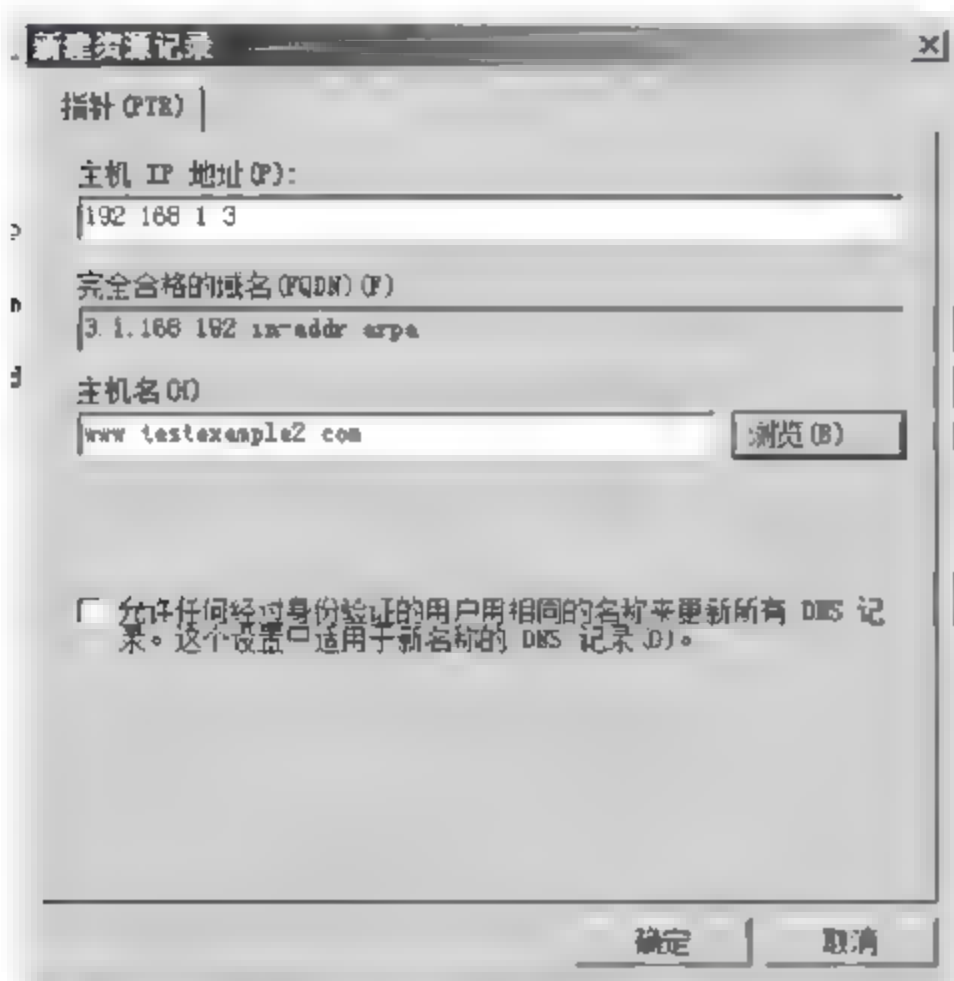 新建资源记录
指针(PTR)
主机 IP 地址(P):
192 168 1 3
完全合格的域名(FQDN)(F)
3.1.168 192 in-addr arpa
主机名(H)
www testexample2 com
浏览(B)
允许任何经过身份验证的用户用相同的名称来更新所有 DNS 记
录。这个设置只适用于新名称的 DNS 记录(D)。
确定 取消